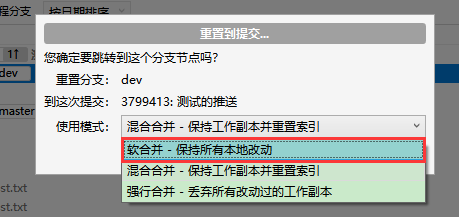 程分支 按日期排序
重置到提交...
1↑
您确定要跳转到这个分支节点吗?
dev
重置分支: dev
到这次提交: 3799413: 测试的推送
master
使用模式: 混合合并 - 保持工作副本并重置索引
软合并 - 保持所有本地改动
混合合并 - 保持工作副本并重置索引
st.txt
强行合并 - 丢弃所有改动过的工作副本
st.txt